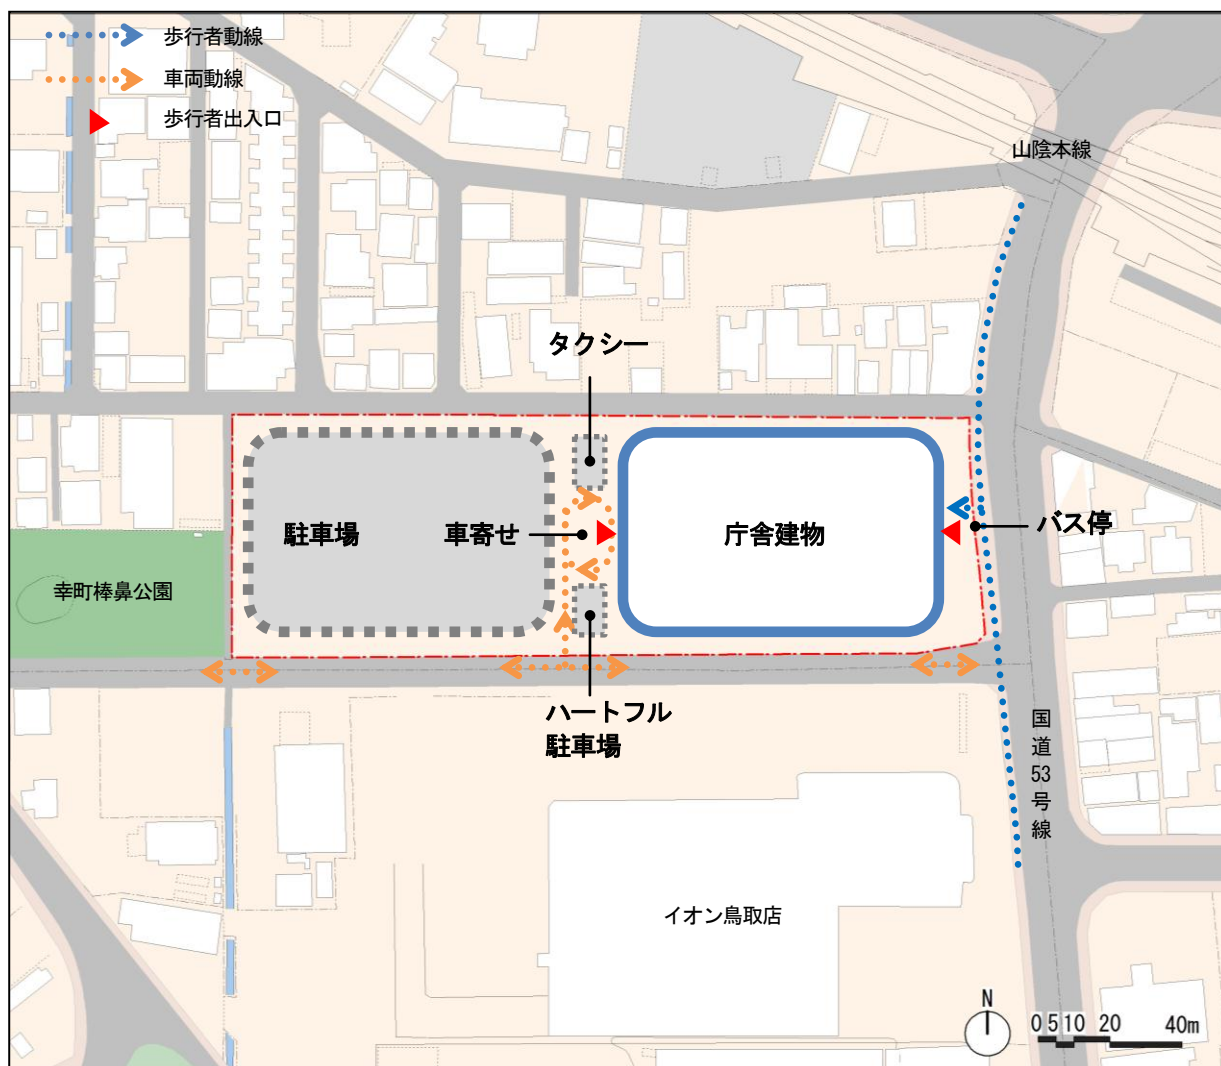 歩行者動線
車両動線
歩行者出入口
山陰本線
タクシー
駐車場
車寄せ
庁舎建物
バス停
幸町棒鼻公園
ハートフル
駐車場
国道53号線
イオン鳥取店
N
0 5 10 20 40m